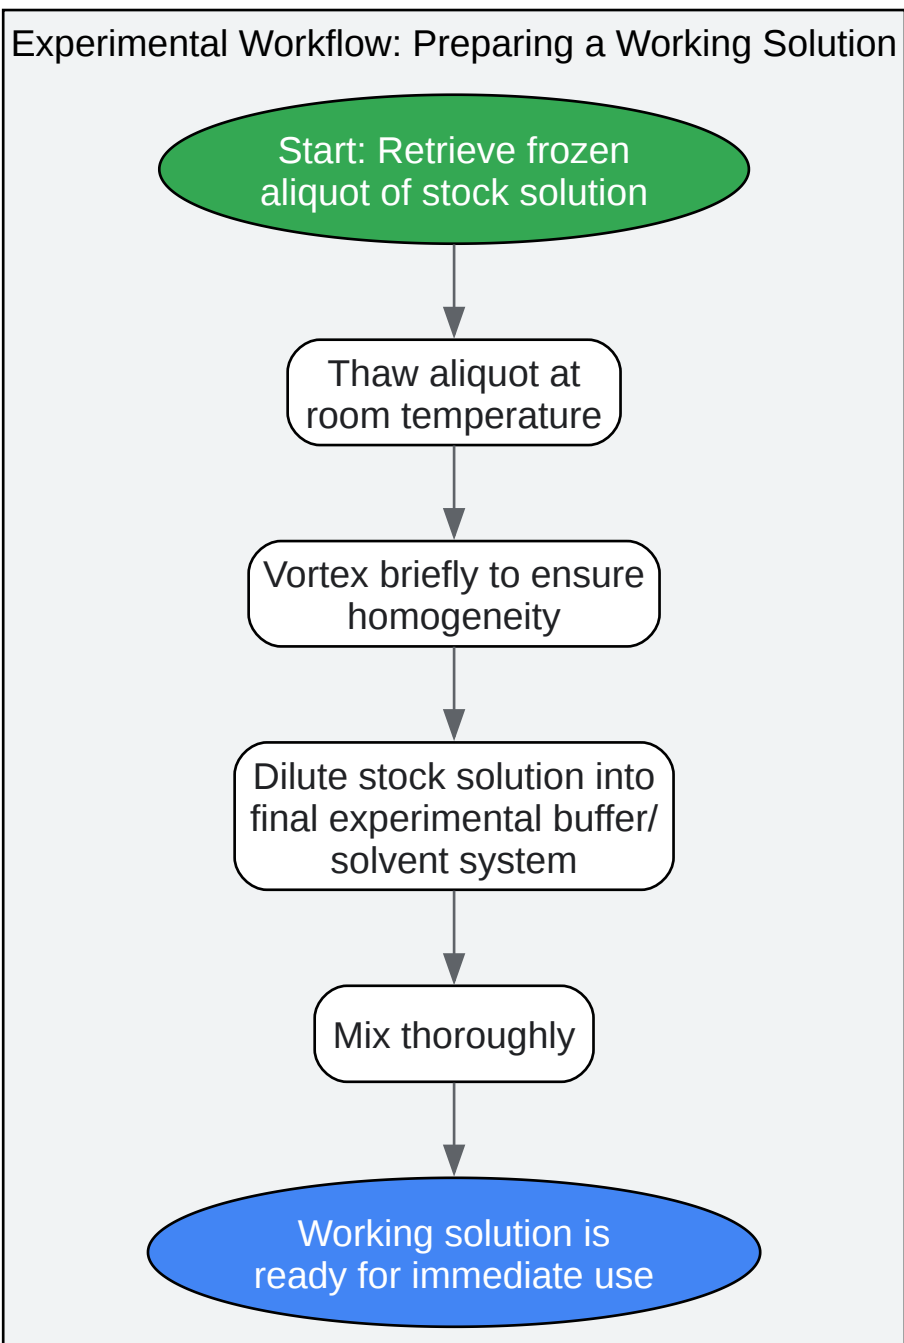 Experimental Workflow: Preparing a Working Solution
Start: Retrieve frozen
aliquot of stock solution
Thaw aliquot at
room temperature
Vortex briefly to ensure
homogeneity
Dilute stock solution into
final experimental buffer/
solvent system
Mix thoroughly
Working solution is
ready for immediate use